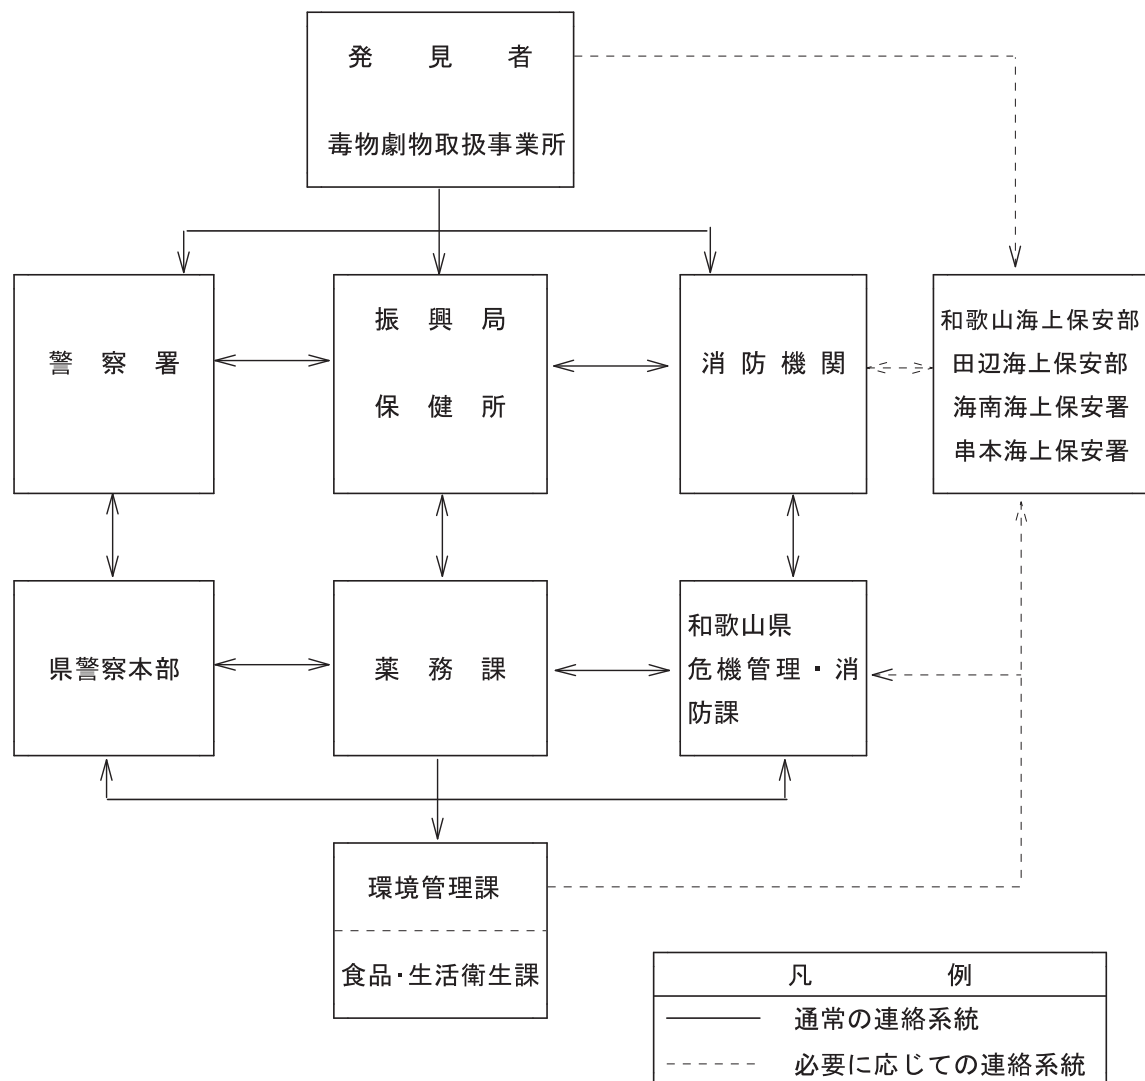 発見者
毒物劇物取扱事業所
警察署
振興局
保健所
消防機関
和歌山海上保安部
田辺海上保安部
海南海上保安署
串本海上保安署
県警察本部
薬務課
和歌山県
危機管理・消
防課
環境管理課
食品・生活衛生課
凡例
通常の連絡系統
必要に応じての連絡系統